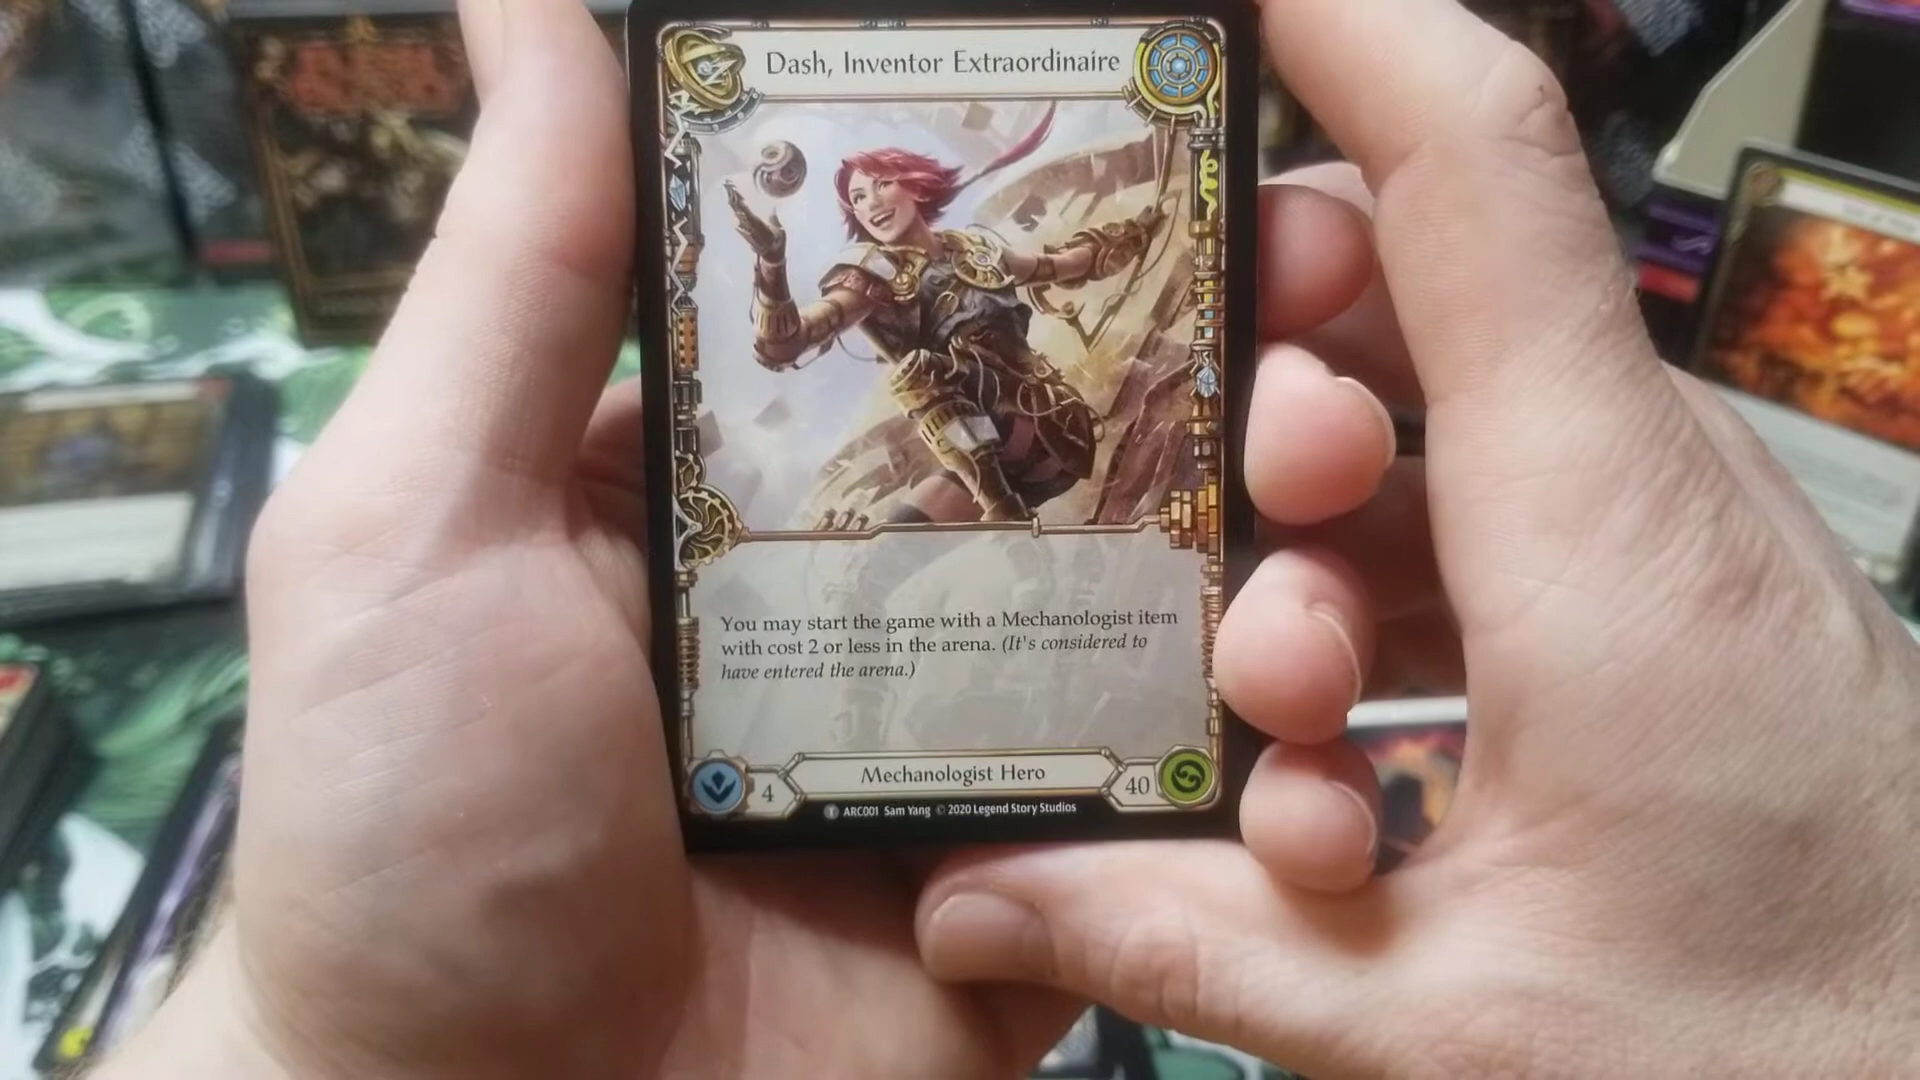 Dash, Inventor Extraordinaire
You may start the game with a Mechanologist item
with cost 2 or less in the arena. (It's considered to
have entered the arena.)
4
Mechanologist Hero
40
T ARC001 Sam Yang © 2020 Legend Story Studios